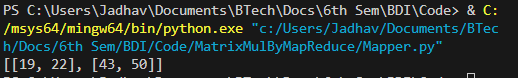 PS C:\Users\Jadhav\Documents\BTech\Docs\6th Sem\BDI\Code> & C:
/msys64/mingw64/bin/python.exe "c:/Users/Jadhav/Documents/BTec
h/Docs/6th Sem/BDI/Code/MatrixMulByMapReduce/Mapper.py"
[[19, 22], [43, 50]]